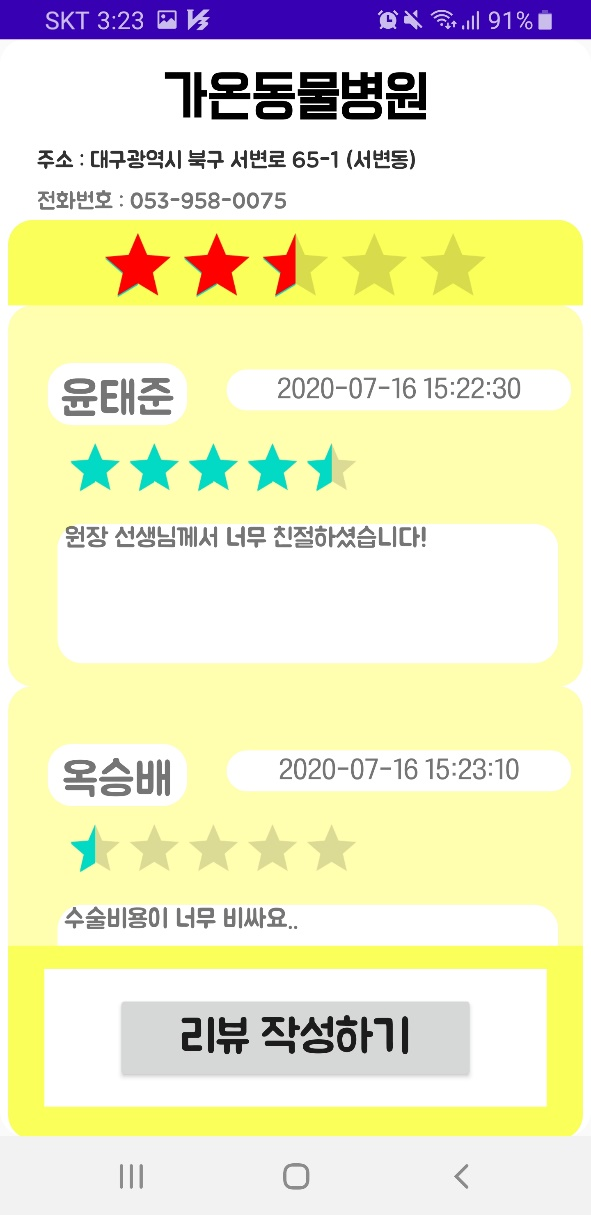 SKT 3:23 91%
가온동물병원
주소 : 대구광역시 북구 서변로 65-1 (서변동)
전화번호 : 053-958-0075
윤태준 2020-07-16 15:22:30
원장 선생님께서 너무 친절하셨습니다!
옥승배 2020-07-16 15:23:10
수술비용이 너무 비싸요..
리뷰 작성하기